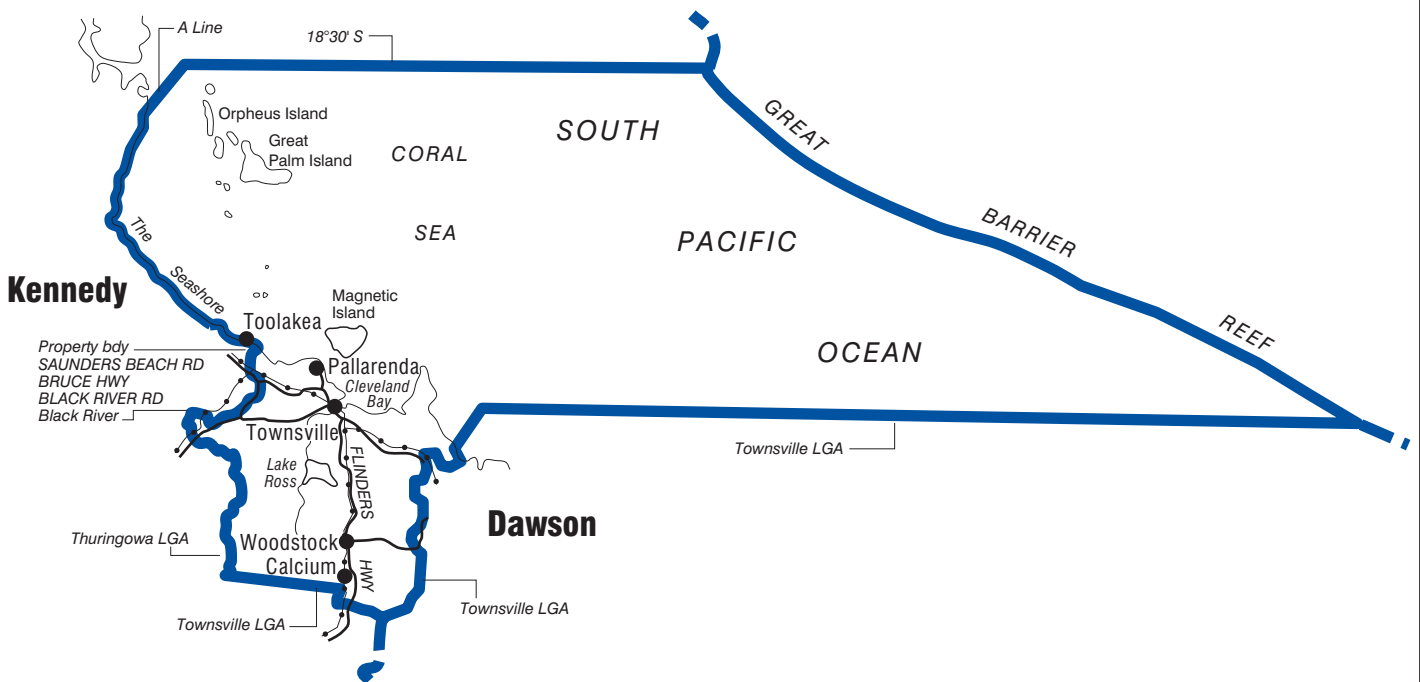 A Line
18°30' S
Orpheus Island
Great
Palm Island
CORAL
SEA
SOUTH
PACIFIC
OCEAN
GREAT
BARRIER
REEF
The
Seashore
Kennedy
Toolakea
Magnetic
Island
Property bdy
SAUNDERS BEACH RD
BRUCE HWY
BLACK RIVER RD
Black River
Pallarenda
Cleveland
Bay
Townsville
Townsville LGA
Lake
Ross
FLINDERS
HWY
Dawson
Thuringowa LGA
Woodstock
Calcium
Townsville LGA
Townsville LGA